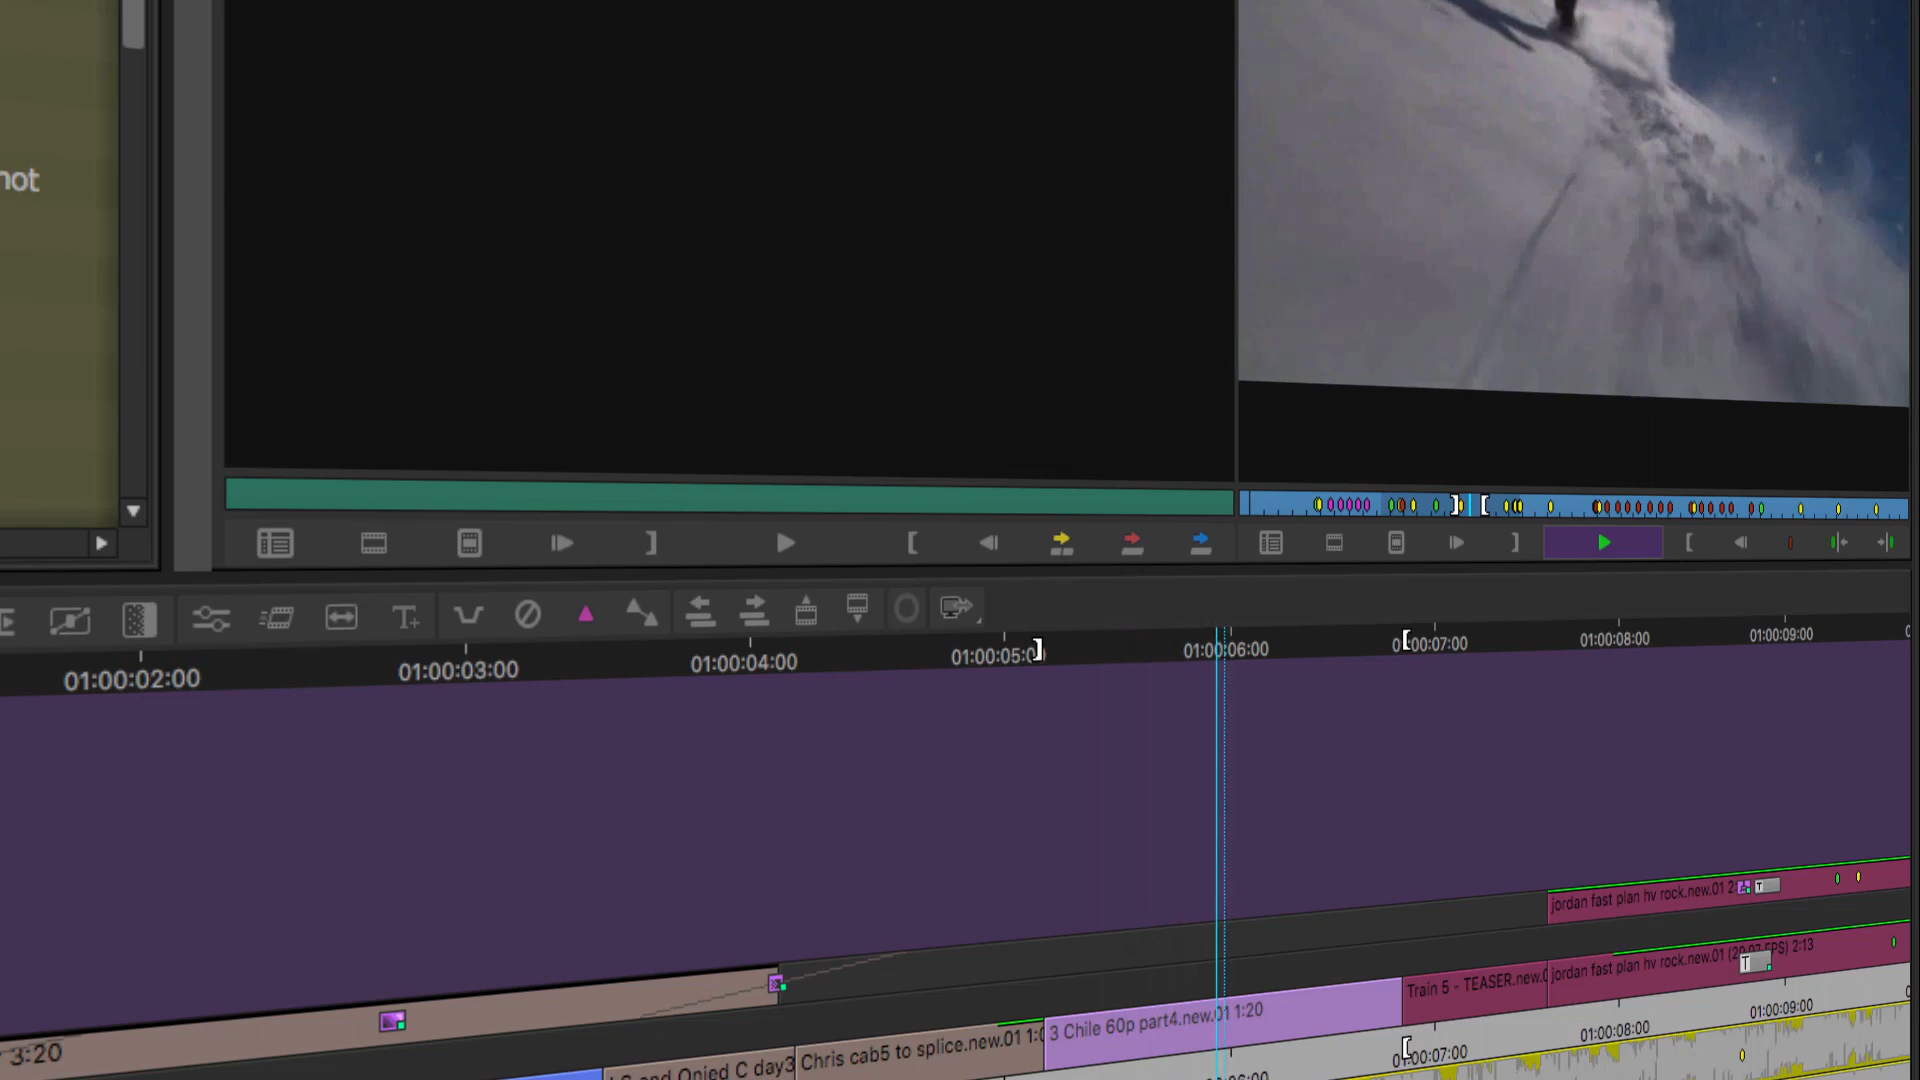 not
01:00:02:00
01:00:03:00
01:00:04:00
01:00:05:0
01:00:06:00
01:00:07:00
01:00:08:00
01:00:09:00
jordan fast plan hv rock.new.01 2:
T
jordan fast plan hv rock.new.01 (29.97 FPS) 2:13
T
Train 5 - TEASER.new.0
3 Chile 60p part4.new.01 1:20
Chris cab5 to splice.new.01 1:0
and Onied C day3
3:20
01:00:07:00
01:00:08:00
01:00:09:00